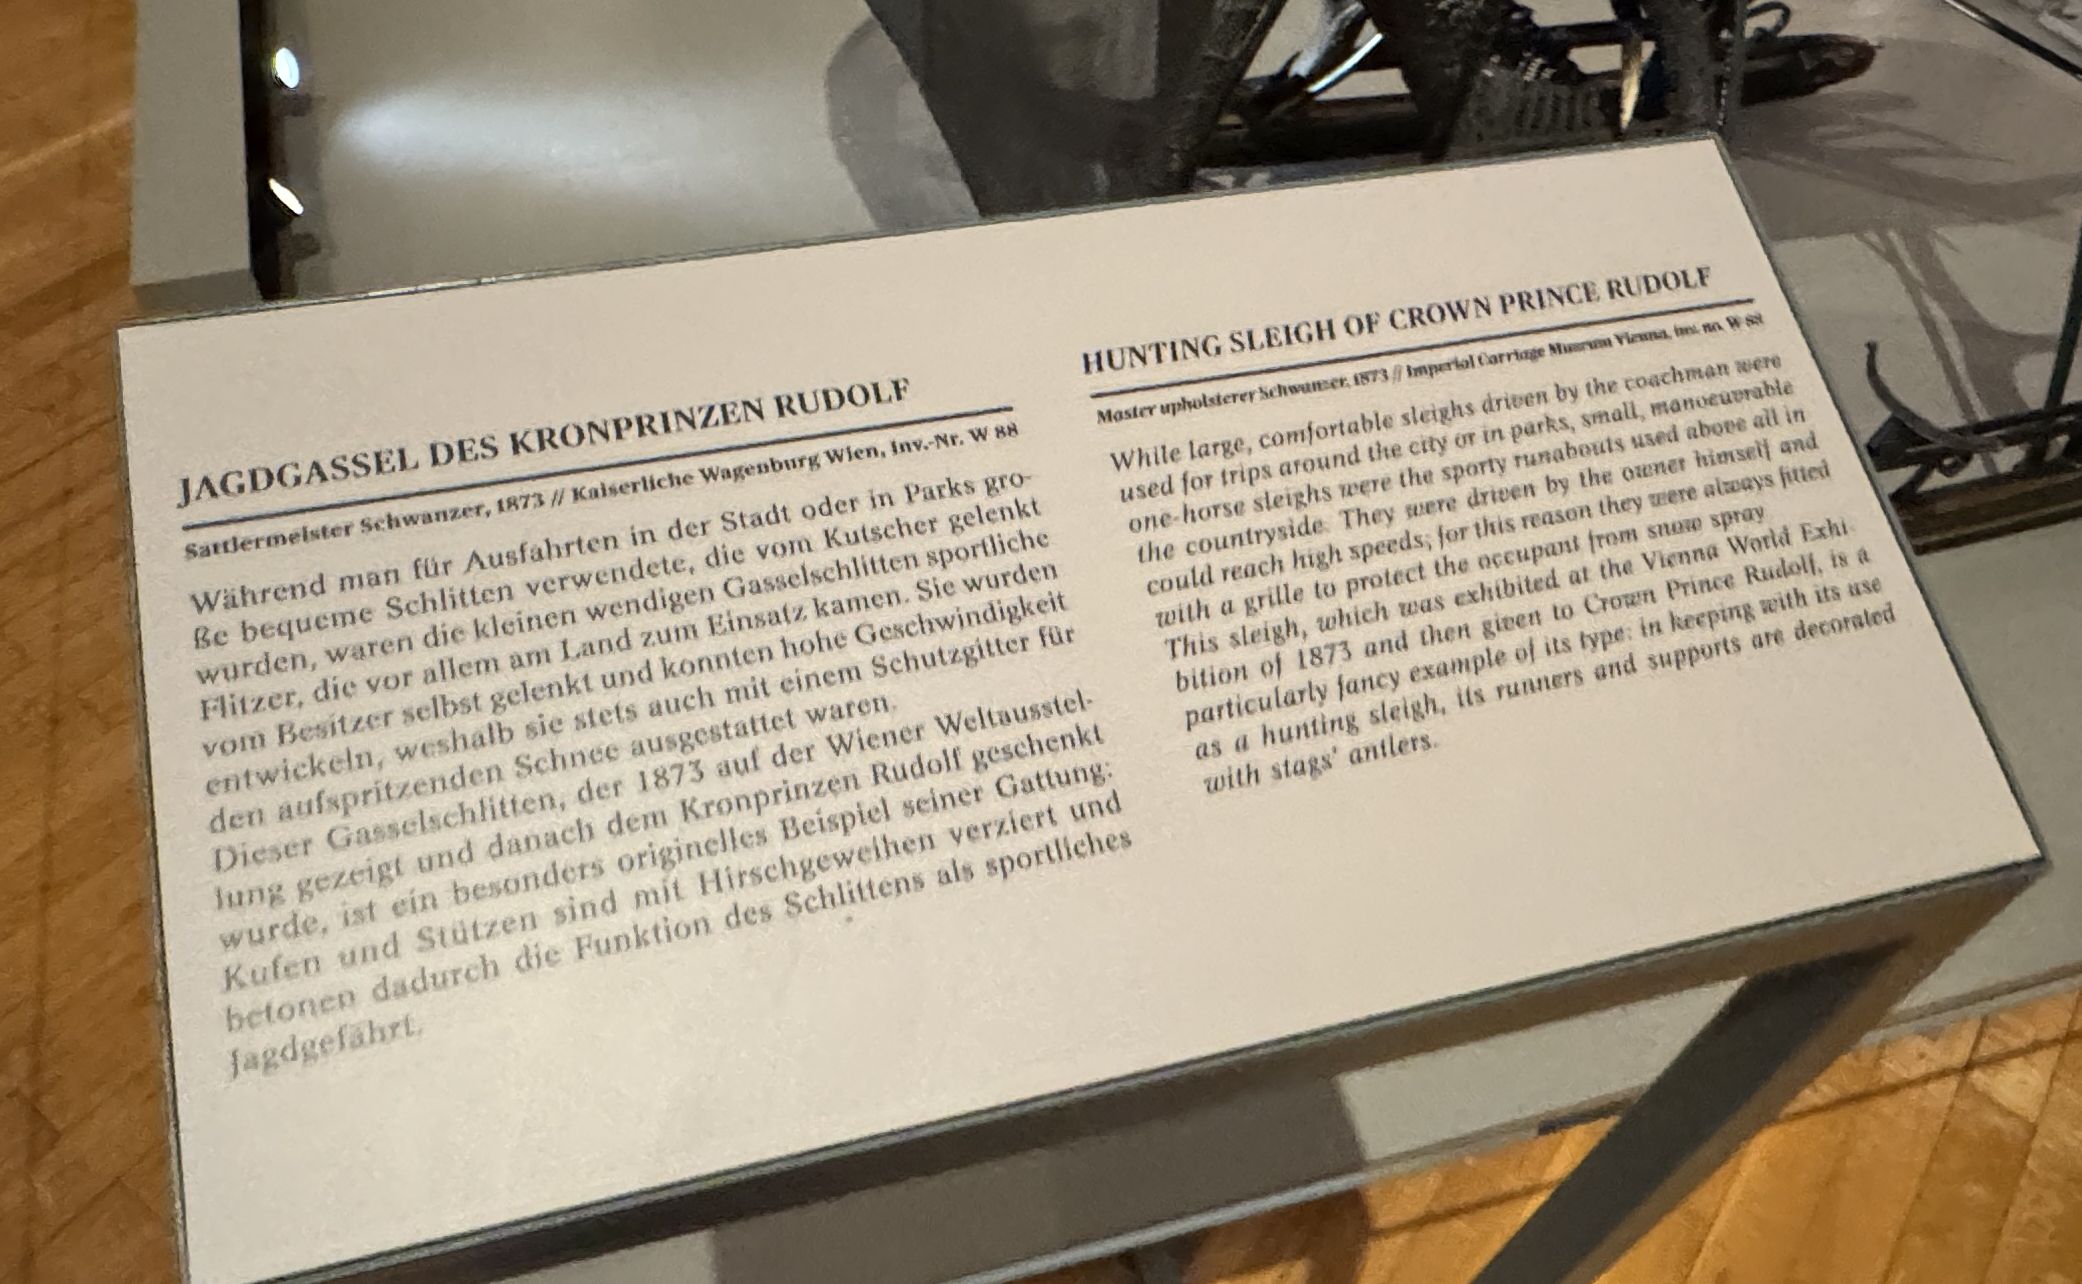 JAGDGASSEL DES KRONPRINZEN RUDOLF
Sattlermeister Schwanzer, 1873 // Kaiserliche Wagenburg Wien, Inv.-Nr. W 88
Während man für Ausfahrten in der Stadt oder in Parks gro-
ße bequeme Schlitten verwendete, die vom Kutscher gelenkt
wurden, waren die kleinen wendigen Gasselschlitten sportliche
Flitzer, die vor allem am Land zum Einsatz kamen. Sie wurden
vom Besitzer selbst gelenkt und konnten hohe Geschwindigkeit
entwickeln, weshalb sie stets auch mit einem Schutzgitter für
den aufspritzenden Schnee ausgestattet waren.
Dieser Gasselschlitten, der 1873 auf der Wiener Weltausstel-
lung gezeigt und danach dem Kronprinzen Rudolf geschenkt
wurde, ist ein besonders originelles Beispiel seiner Gattung:
Kufen und Stützen sind mit Hirschgeweihen verziert und
betonen dadurch die Funktion des Schlittens als sportliches
Jagdgefährt.
HUNTING SLEIGH OF CROWN PRINCE RUDOLF
Master upholsterer Schwanzer, 1873 // Imperial Carriage Museum Vienna, inv. no. W 88
While large, comfortable sleighs driven by the coachman were
used for trips around the city or in parks, small, manoeuvrable
one-horse sleighs were the sporty runabouts used above all in
the countryside. They were driven by the owner himself and
could reach high speeds; for this reason they were always fitted
with a grille to protect the occupant from snow spray
This sleigh, which was exhibited at the Vienna World Exhi-
bition of 1873 and then given to Crown Prince Rudolf, is a
particularly fancy example of its type: in keeping with its use
as a hunting sleigh, its runners and supports are decorated
with stags' antlers.